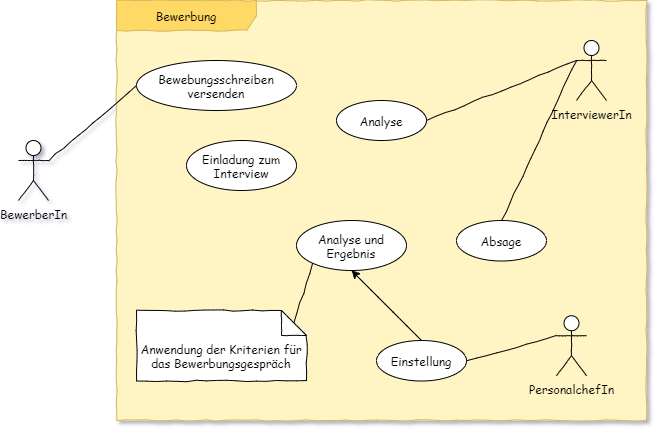 Bewerbung
Bewebungsschreiben
versenden
InterviewerIn
Analyse
Einladung zum
Interview
BewerberIn
Analyse und
Ergebnis
Absage
Anwendung der Kriterien für
das Bewerbungsgespräch
Einstellung
PersonalchefIn